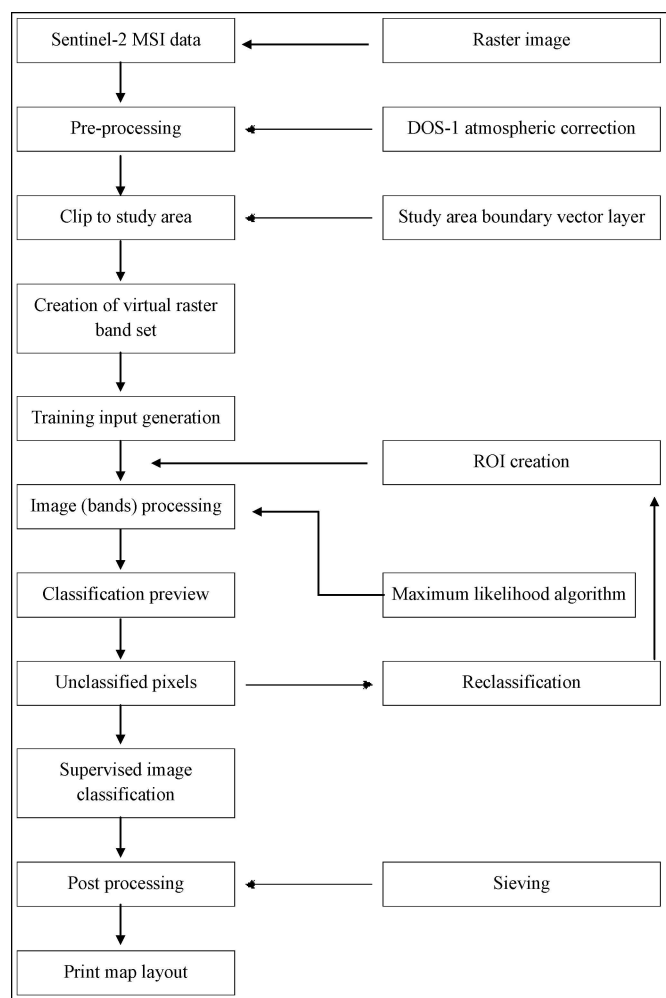 Sentinel-2 MSI data
Raster image
Pre-processing
DOS-1 atmospheric correction
Clip to study area
Study area boundary vector layer
Creation of virtual raster
band set
Training input generation
ROI creation
Image (bands) processing
Classification preview
Maximum likelihood algorithm
Unclassified pixels
Reclassification
Supervised image
classification
Post processing
Sieving
Print map layout